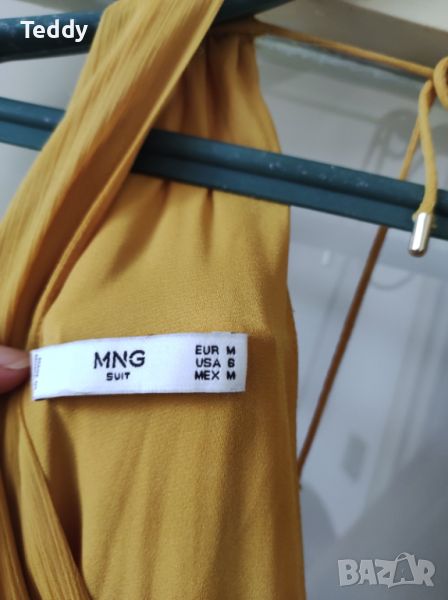 Teddy
MNG
SUIT
EUR M
USA 6
MEX M
BAZAR